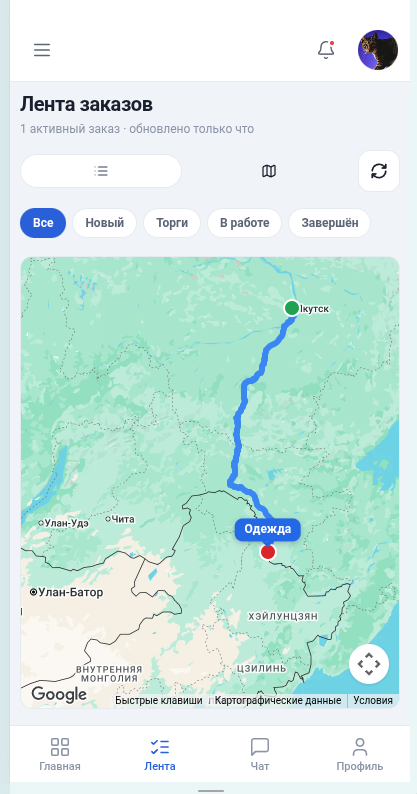 Лента заказов
1 активный заказ · обновлено только что
Все
Новый
Торги
В работе
Завершён
Якутск
Одежда
Улан-Удэ
Чита
Улан-Батор
ХЭЙЛУНЦЗЯН
ВНУТРЕННЯЯ
МОНГОЛИЯ
ЦЗИЛИНЬ
Google
Быстрые клавиши
Картографические данные
Условия
Главная
Лента
Чат
Профиль